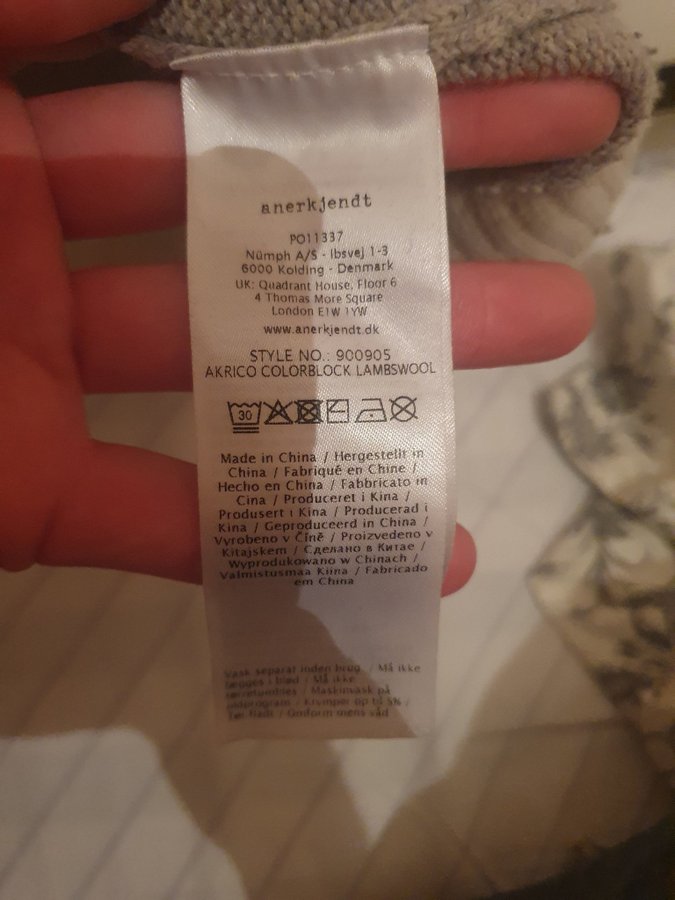 anerkjendt
PO11337
Nümph A/S - Ibsvej 1-3
6000 Kolding - Denmark
UK: Quadrant House, Floor 6
4 Thomas More Square
London E1W 1YW
www.anerkjendt.dk
STYLE NO.: 900905
AKRICO COLORBLOCK LAMBSWOOL
30
Made in China / Hergestellt in
China / Fabriqué en Chine /
Hecho en China / Fabbricato in
Cina / Produceret i Kina /
Produsert i Kina / Producerad i
Kina / Geproduceerd in China /
Vyrobeno v Číně / Proizvedeno v
Kitajskem / Сделано в Китае /
Wyprodukowano w Chinach /
Valmistusmaa Kiina / Fabricado
em China
Vask separat inden brug / Må ikke
lægges i blød / Må ikke
tørretumbles / Maskinvask på
uldprogram - Krymper op til 5% /
Tør fladt / Omform mens våd